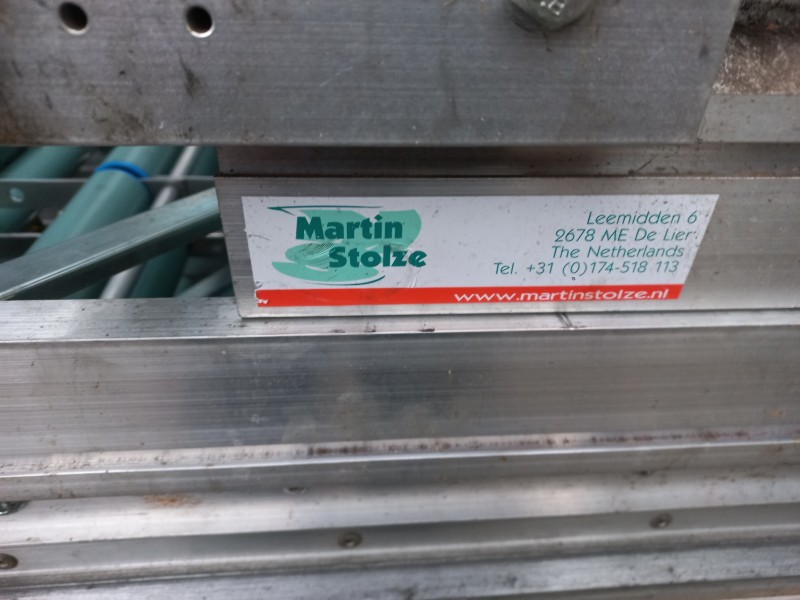 Martin
Stolze
Leemidden 6
2678 ME De Lier
The Netherlands
Tel. +31 (0)174-518 113
www.martinstolze.nl